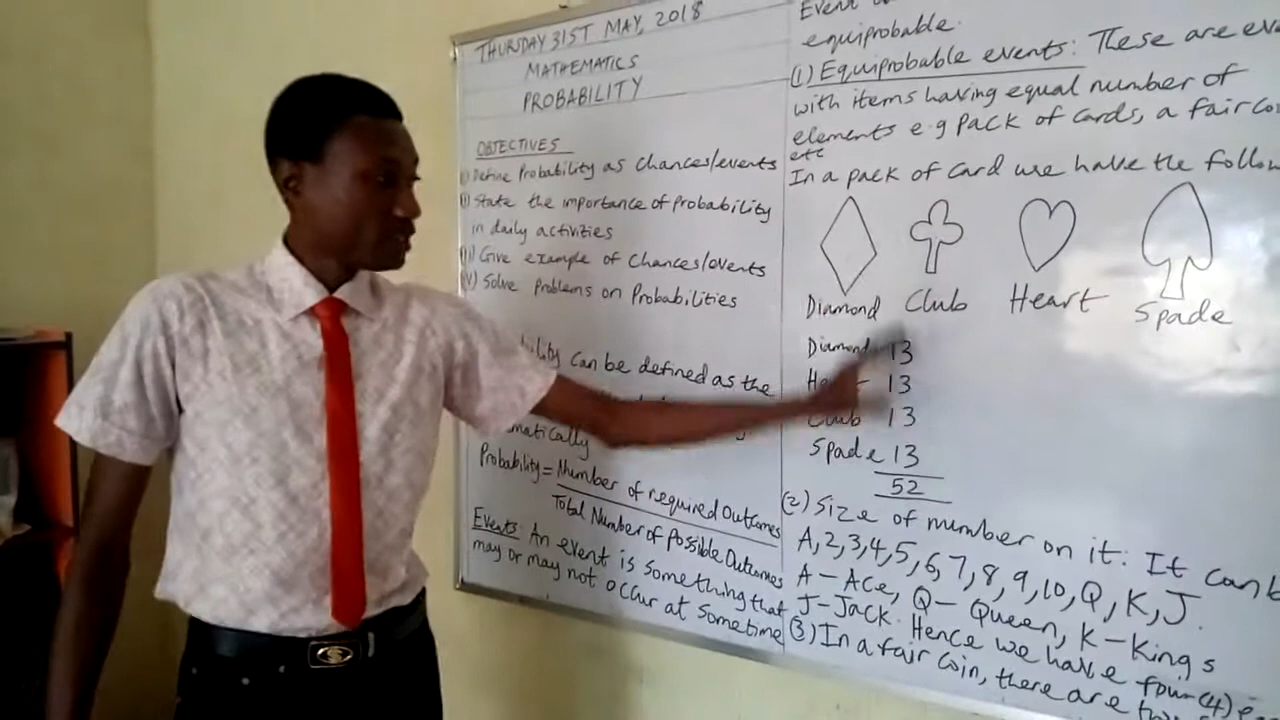 THURDAY 31ST MAY, 2018
MATHEMATICS
PROBABILITY
OBJECTIVES
i) Define Probability as Chances/events
ii) State the importance of Probability
in daily activities
iii) Give example of Chances/events
iv) Solve Problems on Probabilities
can be defined as the
Probability = Number of required Outcomes
Total Number of Possible Outcomes
Events: An event is something that
may or may not occur at sometime
Event
equiprobable.
(1) Equiprobable events: These are
with items having equal number of
elements e.g pack of cards, a fair
etc
In a pack of card we have the
Diamond Club Heart Spade
Diamond 13
13
Club 13
Spade 13
52
(2) Size of number on it: It can
A,2,3,4,5,6,7,8,9,10,Q,K,J.
A-Ace, Q-Queen, K-Kings
J-Jack. Hence we have four (4)
(3) In a fair coin, there are